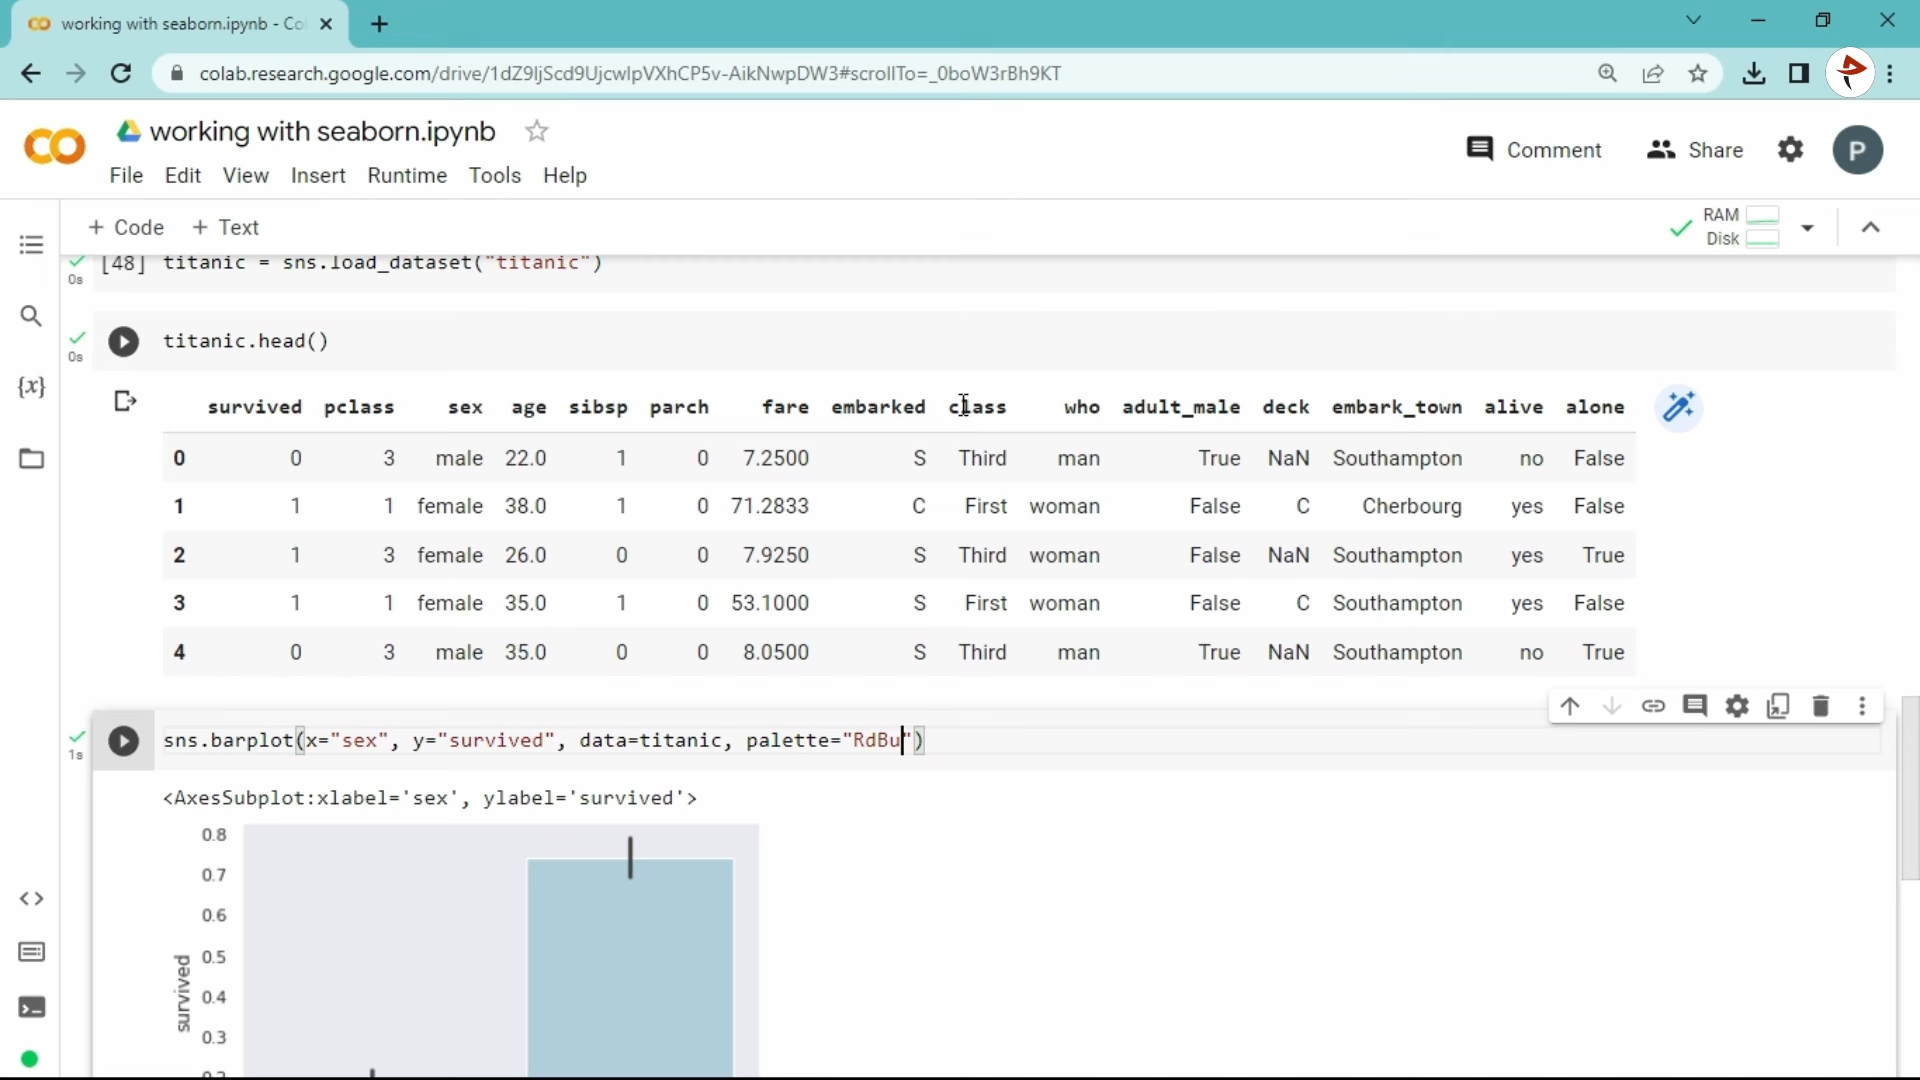 working with seaborn.ipynb - Co
colab.research.google.com/drive/1dZ9ljScd9UjcwlpVXhCP5v-AikNwpDW3#scrollTo=_0boW3rBh9KT
working with seaborn.ipynb
Comment
Share
P
File Edit View Insert Runtime Tools Help
+ Code + Text
RAM
Disk
[48] titanic = sns.load_dataset("titanic")
0s
titanic.head()
0s
survived pclass sex age sibsp parch fare embarked class who adult_male deck embark_town alive alone
0 0 3 male 22.0 1 0 7.2500 S Third man True NaN Southampton no False
1 1 1 female 38.0 1 0 71.2833 C First woman False C Cherbourg yes False
2 1 3 female 26.0 0 0 7.9250 S Third woman False NaN Southampton yes True
3 1 1 female 35.0 1 0 53.1000 S First woman False C Southampton yes False
4 0 3 male 35.0 0 0 8.0500 S Third man True NaN Southampton no True
sns.barplot(x="sex", y="survived", data=titanic, palette="RdBu")
1s
<AxesSubplot:xlabel='sex', ylabel='survived'>
0.8
0.7
0.6
0.5
0.4
0.3
survived
{x}